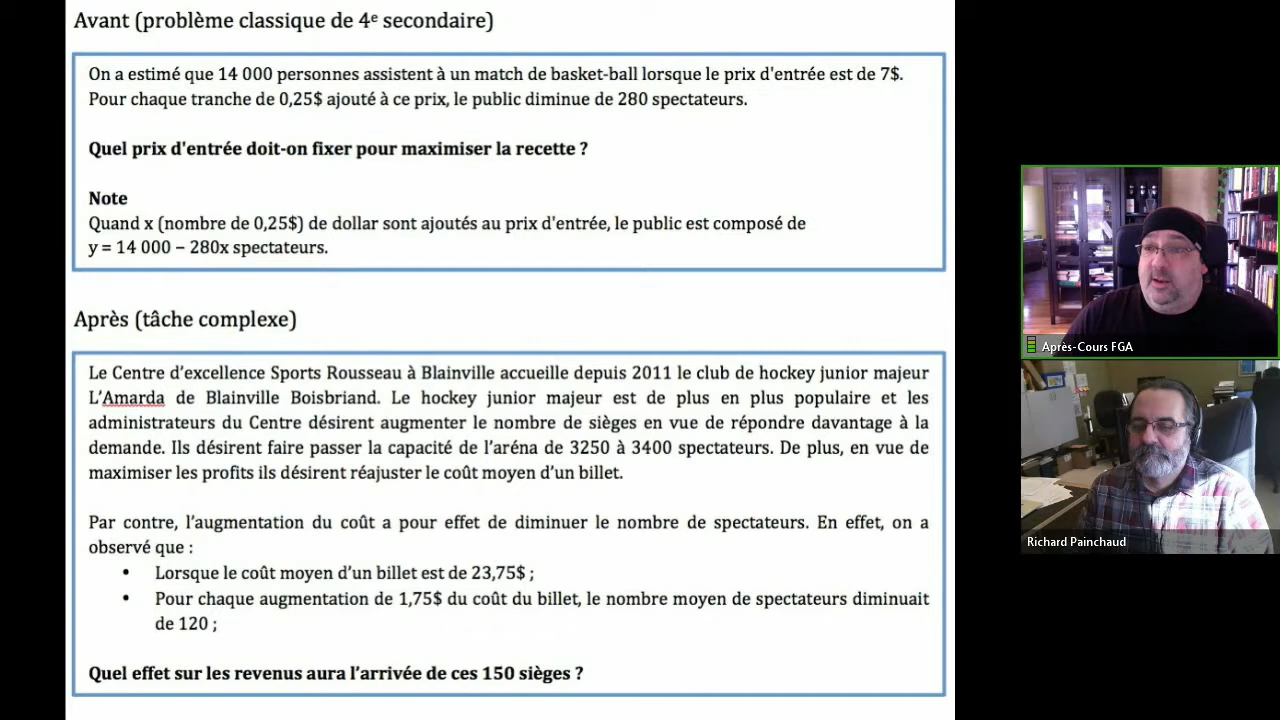 Avant (problème classique de 4e secondaire)
On a estimé que 14 000 personnes assistent à un match de basket-ball lorsque le prix d'entrée est de 7$.
Pour chaque tranche de 0,25$ ajouté à ce prix, le public diminue de 280 spectateurs.
Quel prix d'entrée doit-on fixer pour maximiser la recette ?
Note
Quand x (nombre de 0,25$) de dollar sont ajoutés au prix d'entrée, le public est composé de
y = 14 000 – 280x spectateurs.
Après (tâche complexe)
Le Centre d’excellence Sports Rousseau à Blainville accueille depuis 2011 le club de hockey junior majeur
L’Amarda de Blainville Boisbriand. Le hockey junior majeur est de plus en plus populaire et les
administrateurs du Centre désirent augmenter le nombre de sièges en vue de répondre davantage à la
demande. Ils désirent faire passer la capacité de l’aréna de 3250 à 3400 spectateurs. De plus, en vue de
maximiser les profits ils désirent réajuster le coût moyen d’un billet.
Par contre, l’augmentation du coût a pour effet de diminuer le nombre de spectateurs. En effet, on a
observé que :
• Lorsque le coût moyen d’un billet est de 23,75$ ;
• Pour chaque augmentation de 1,75$ du coût du billet, le nombre moyen de spectateurs diminuait
de 120 ;
Quel effet sur les revenus aura l’arrivée de ces 150 sièges ?
Après-Cours FGA
Richard Painchaud